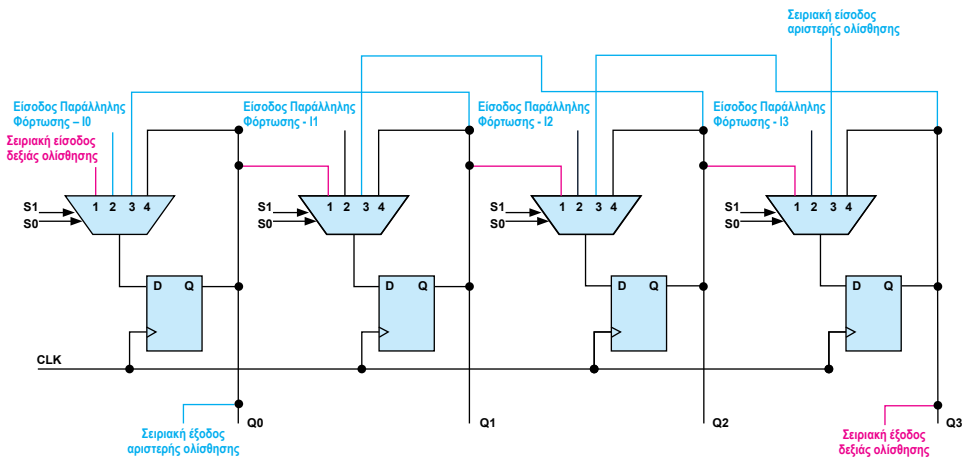 Σειριακή είσοδος
αριστερής ολίσθησης
Είσοδος Παράλληλης
Φόρτωσης – I0
Είσοδος Παράλληλης
Φόρτωσης - I1
Είσοδος Παράλληλης
Φόρτωσης - I2
Είσοδος Παράλληλης
Φόρτωσης - I3
Σειριακή είσοδος
δεξιάς ολίσθησης
1 2 3 4
1 2 3 4
1 2 3 4
1 2 3 4
S1
S0
S1
S0
S1
S0
S1
S0
D Q
D Q
D Q
D Q
CLK
Q0
Q1
Q2
Q3
Σειριακή έξοδος
αριστερής ολίσθησης
Σειριακή έξοδος
δεξιάς ολίσθησης